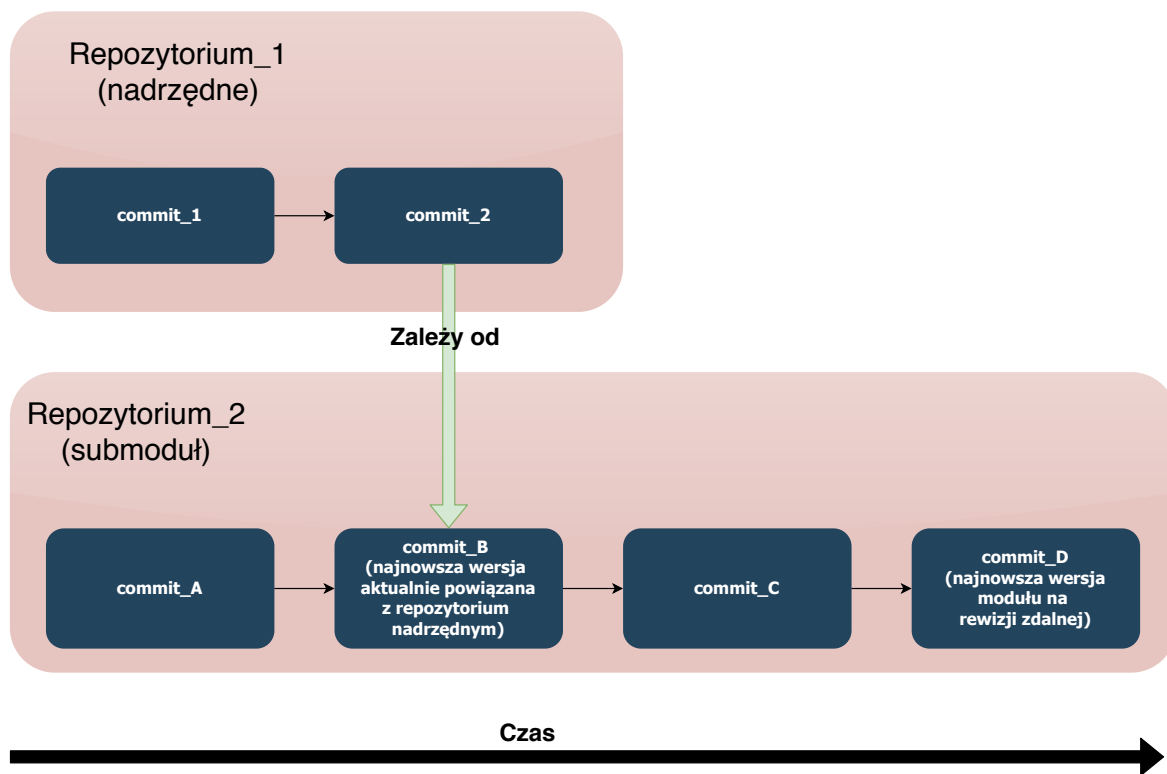 Repozytorium_1
(nadrzędne)
commit_1
commit_2
Zależy od
Repozytorium_2
(submoduł)
commit_A
commit_B
(najnowsza wersja
aktualnie powiązana
z repozytorium
nadrzędnym)
commit_C
commit_D
(najnowsza wersja
modułu na
rewizji zdalnej)
Czas